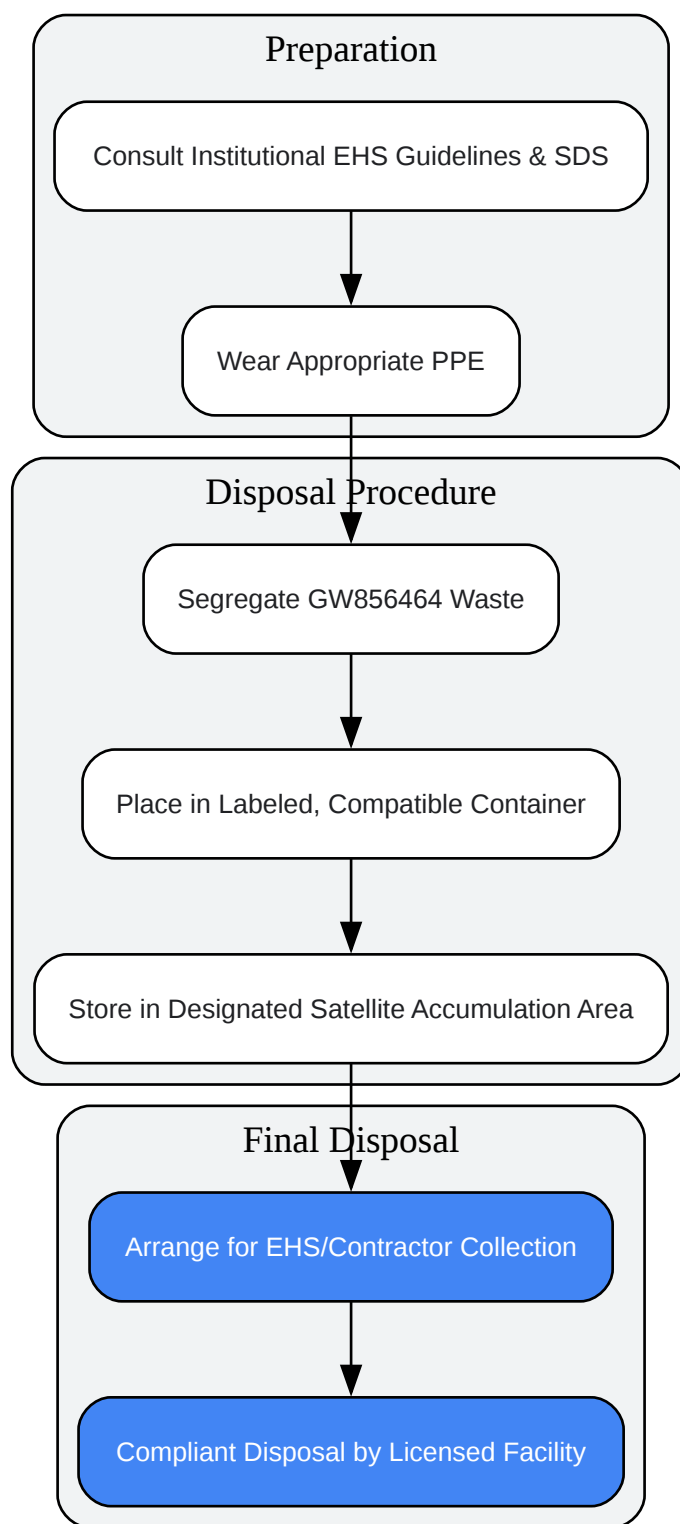 Preparation
Consult Institutional EHS Guidelines & SDS
Wear Appropriate PPE
Disposal Procedure
Segregate GW856464 Waste
Place in Labeled, Compatible Container
Store in Designated Satellite Accumulation Area
Final Disposal
Arrange for EHS/Contractor Collection
Compliant Disposal by Licensed Facility